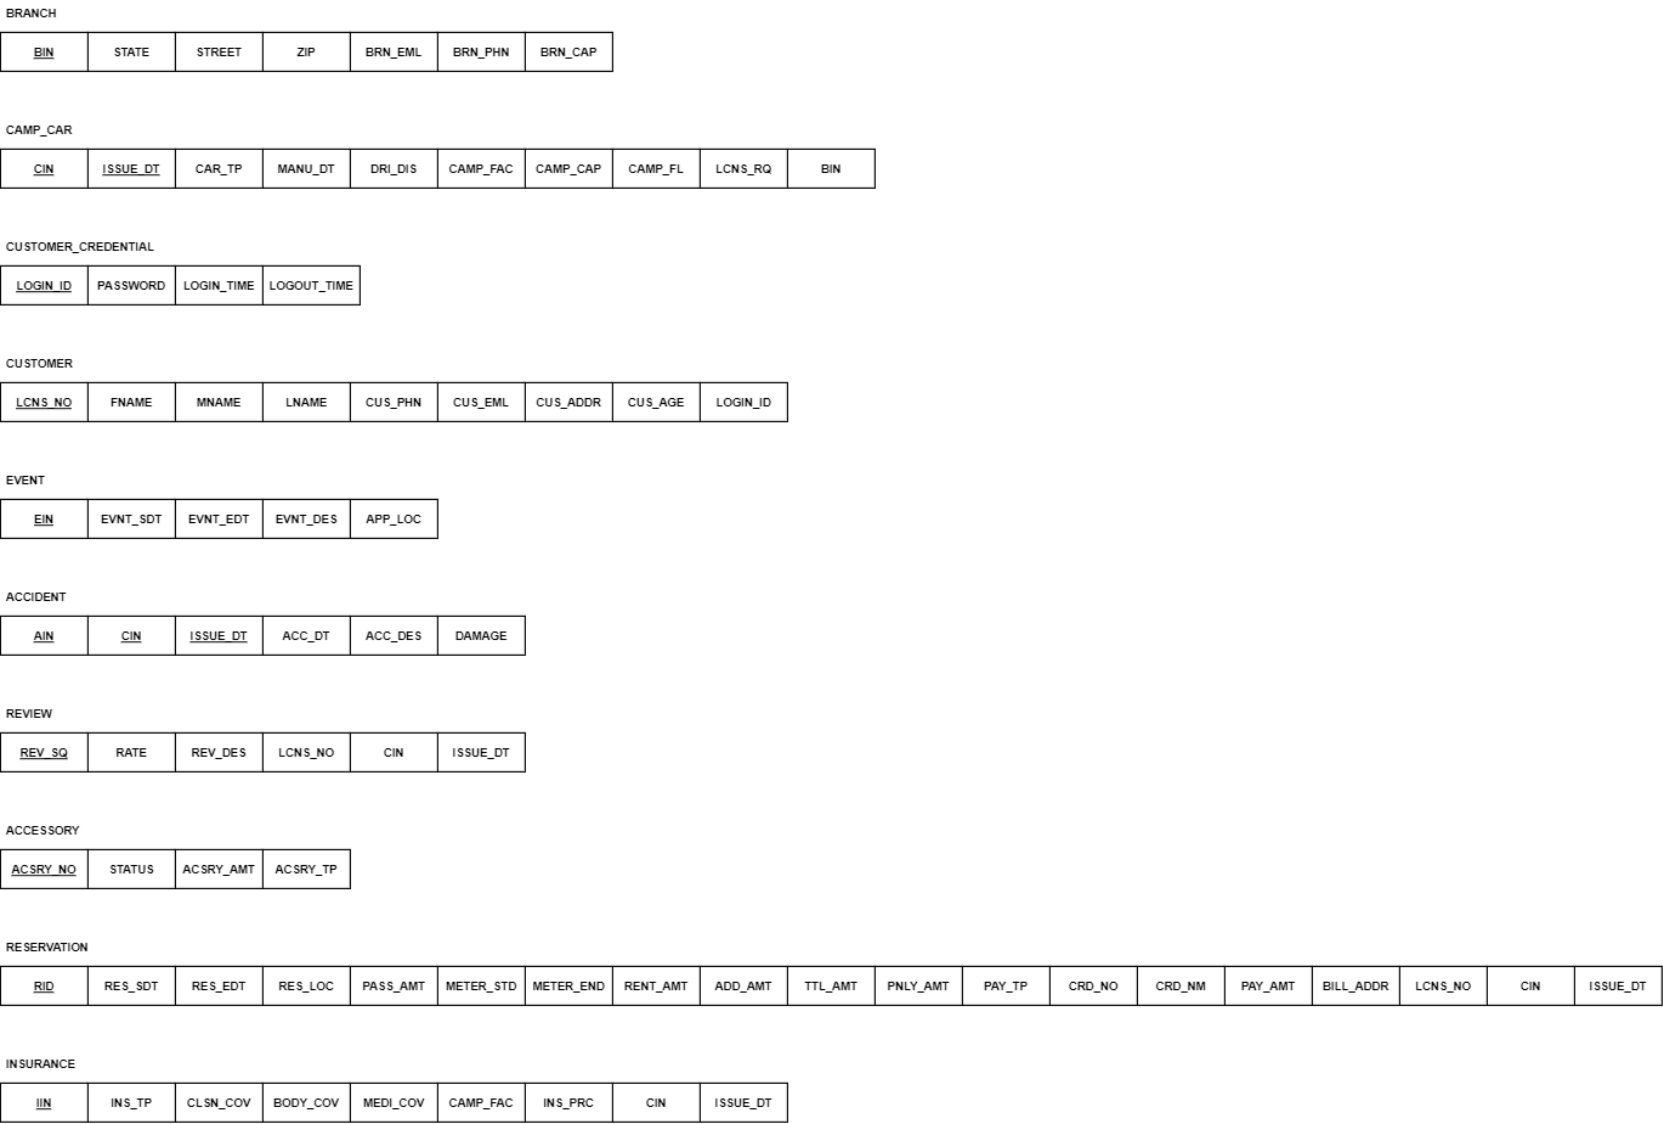 BRANCH
BIN STATE STREET ZIP BRN_EML BRN_PHN BRN_CAP
CAMP_CAR
CIN ISSUE_DT CAR_TP MANU_DT DRI_DIS CAMP_FAC CAMP_CAP CAMP_FL LCNS_RQ BIN
CUSTOMER_CREDENTIAL
LOGIN_ID PASSWORD LOGIN_TIME LOGOUT_TIME
CUSTOMER
LCNS_NO FNAME MNAME LNAME CUS_PHN CUS_EML CUS_ADDR CUS_AGE LOGIN_ID
EVENT
EIN EVNT_SDT EVNT_EDT EVNT_DES APP_LOC
ACCIDENT
AIN CIN ISSUE_DT ACC_DT ACC_DES DAMAGE
REVIEW
REV_SQ RATE REV_DES LCNS_NO CIN ISSUE_DT
ACCESSORY
ACSRY_NO STATUS ACSRY_AMT ACSRY_TP
RESERVATION
RID RES_SDT RES_EDT RES_LOC PASS_AMT METER_STD METER_END RENT_AMT ADD_AMT TTL_AMT PNLY_AMT PAY_TP CRD_NO CRD_NM PAY_AMT BILL_ADDR LCNS_NO CIN ISSUE_DT
INSURANCE
IIN INS_TP CLSN_COV BODY_COV MEDI_COV CAMP_FAC INS_PRC CIN ISSUE_DT